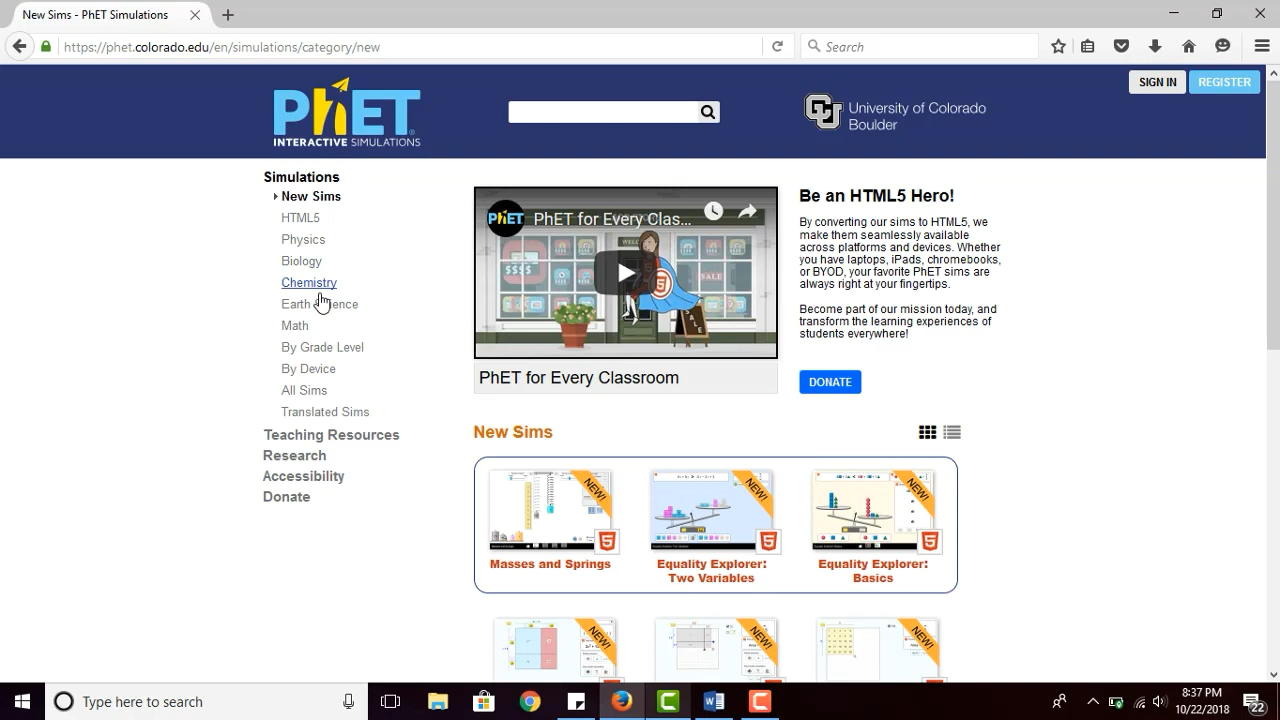 New Sims - PhET Simulations
https://phet.colorado.edu/en/simulations/category/new
Search
SIGN IN
REGISTER
PhET
INTERACTIVE SIMULATIONS
University of Colorado
Boulder
Simulations
New Sims
HTML5
Physics
Biology
Chemistry
Earth Science
Math
By Grade Level
By Device
All Sims
Translated Sims
Teaching Resources
Research
Accessibility
Donate
PhET
PhET for Every Clas...
WELCOME
$$$$
SALE
SALE
PhET for Every Classroom
Be an HTML5 Hero!
By converting our sims to HTML5, we
make them seamlessly available
across platforms and devices. Whether
you have laptops, iPads, chromebooks,
or BYOD, your favorite PhET sims are
always right at your fingertips.
Become part of our mission today, and
transform the learning experiences of
students everywhere!
DONATE
New Sims
NEW!
NEW!
NEW!
Masses and Springs
Equality Explorer:
Two Variables
Equality Explorer:
Basics
NEW!
NEW!
NEW!
Type here to search
8:37 PM
10/22/2018
22